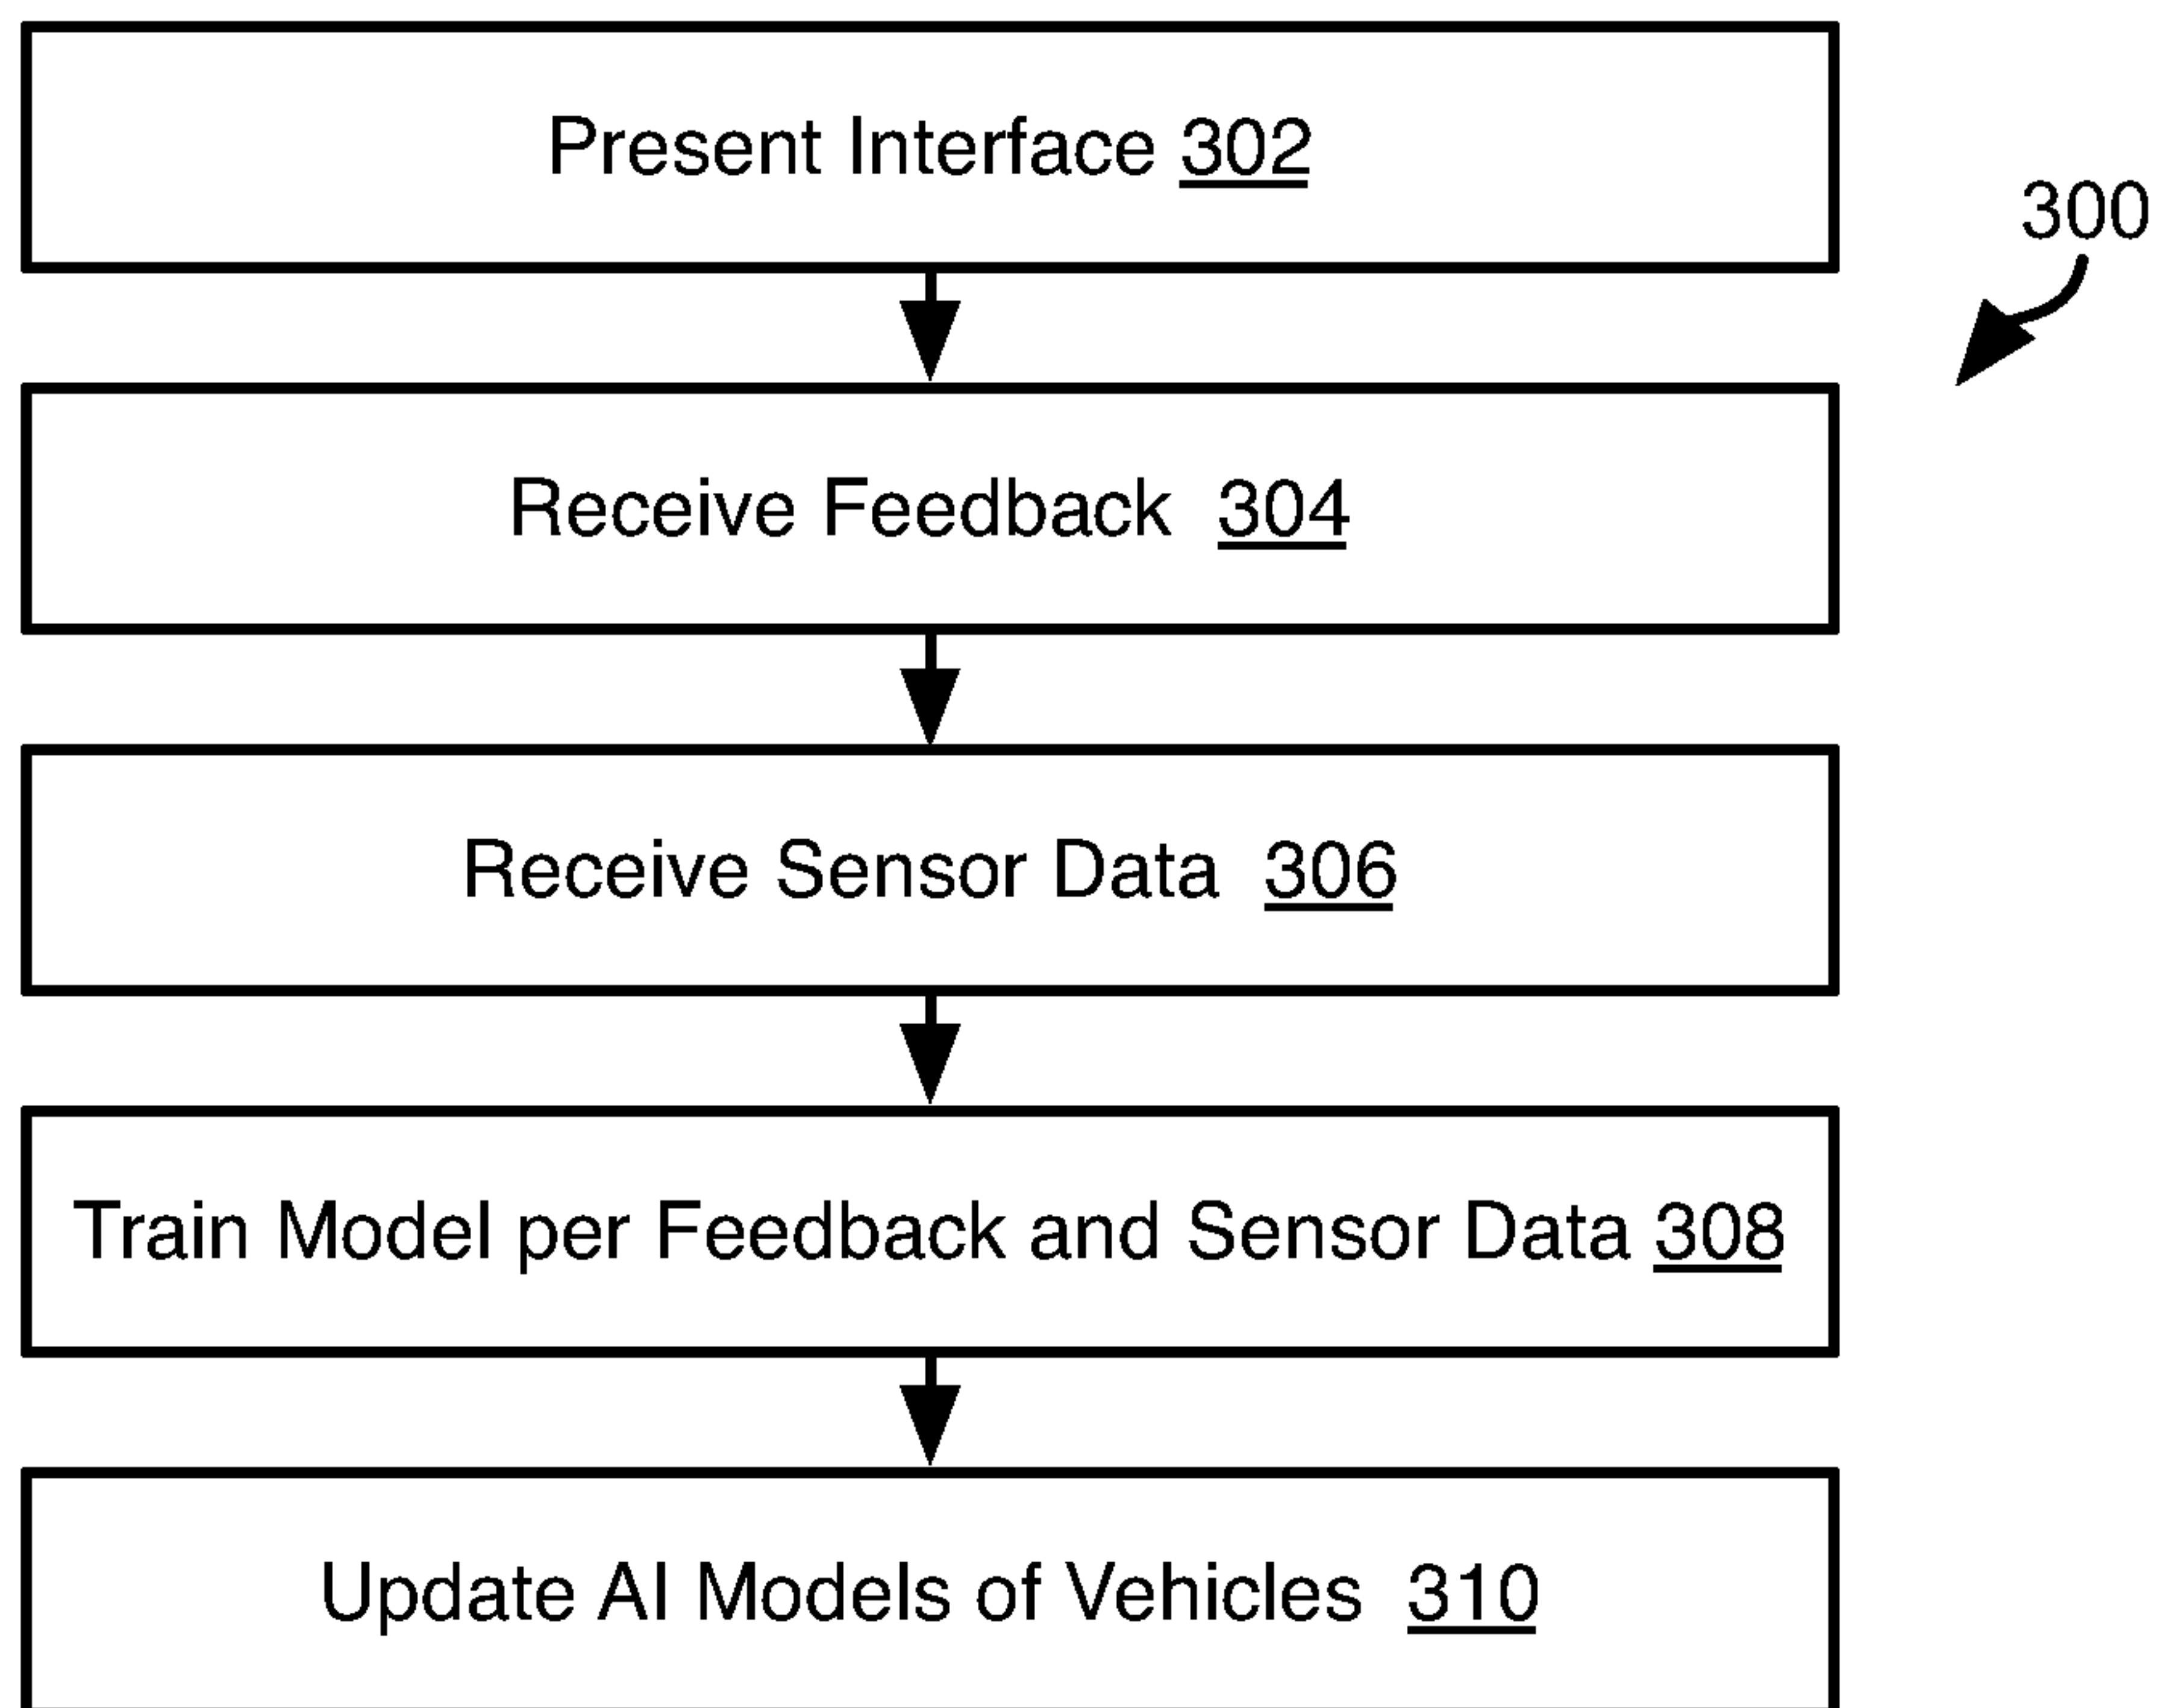 Present Interface 302
300
Receive Feedback 304
Receive Sensor Data 306
Train Model per Feedback and Sensor Data 308
Update AI Models of Vehicles 310